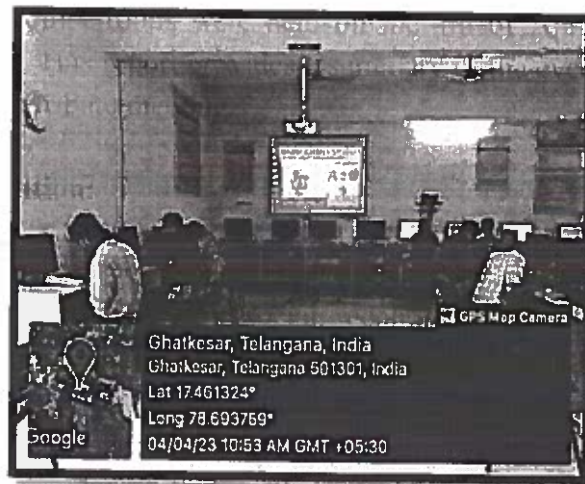 GPS Map Camera
Ghatkesar, Telangana, India
Ghatkesar, Telangana 501301, India
Lat 17.461324°
Long 78.693769°
04/04/23 10:53 AM GMT +05:30
Google